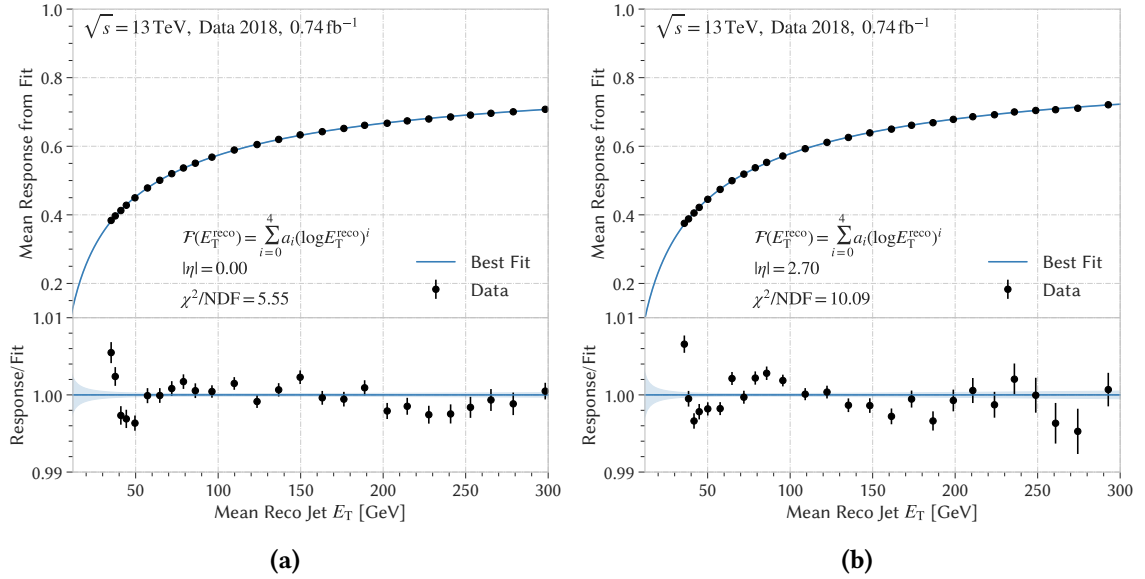 √s = 13 TeV, Data 2018, 0.74 fb⁻¹
Mean Response from Fit
1.0
0.8
0.6
0.4
0.2
F(E_T^reco) = ∑_{i=0}^{4} a_i (log E_T^reco)^i
|η| = 0.00
χ²/NDF = 5.55
Best Fit
Data
Response/Fit
1.01
1.00
0.99
50 100 150 200 250 300
Mean Reco Jet E_T [GeV]
(a)
√s = 13 TeV, Data 2018, 0.74 fb⁻¹
Mean Response from Fit
1.0
0.8
0.6
0.4
0.2
F(E_T^reco) = ∑_{i=0}^{4} a_i (log E_T^reco)^i
|η| = 2.70
χ²/NDF = 10.09
Best Fit
Data
Response/Fit
1.01
1.00
0.99
50 100 150 200 250 300
Mean Reco Jet E_T [GeV]
(b)